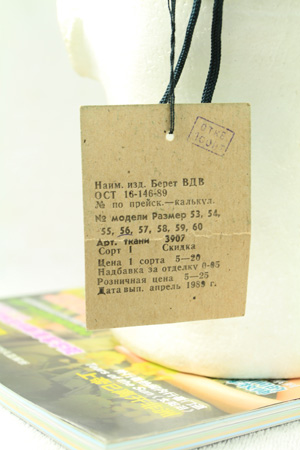 Наим. изд. Берет ВДВ
ОСТ 16-146-89
№ по прейск.—калькул.
№ модели Размер 53, 54,
55, 56, 57, 58, 59, 60
Арт. ткани 3907
Сорт 1 Скидка
Цена 1 сорта 5—20
Надбавка за отделку 0-05
Розничная цена 5—25
Дата вып. апрель 1989 г.